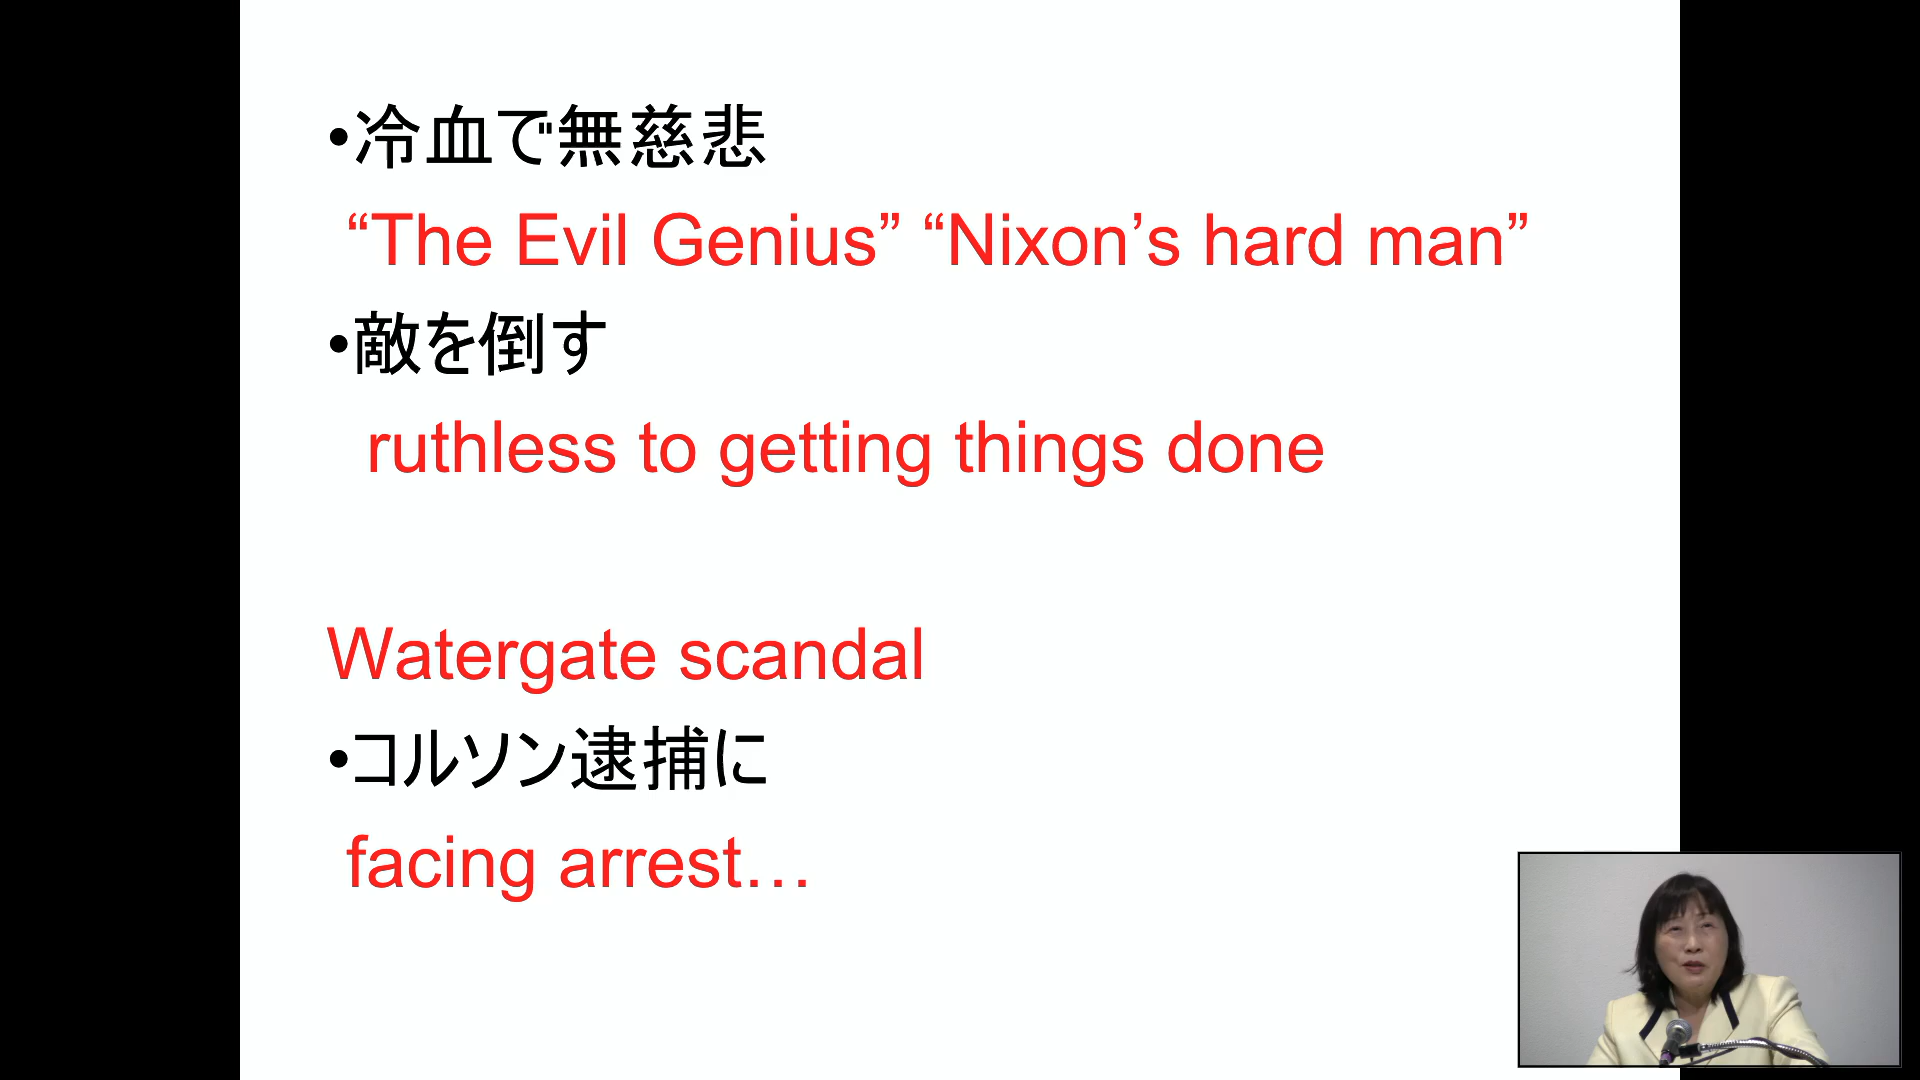 •冷血で無慈悲
“The Evil Genius” “Nixon’s hard man”
•敵を倒す
ruthless to getting things done
Watergate scandal
•コルソン逮捕に
facing arrest…